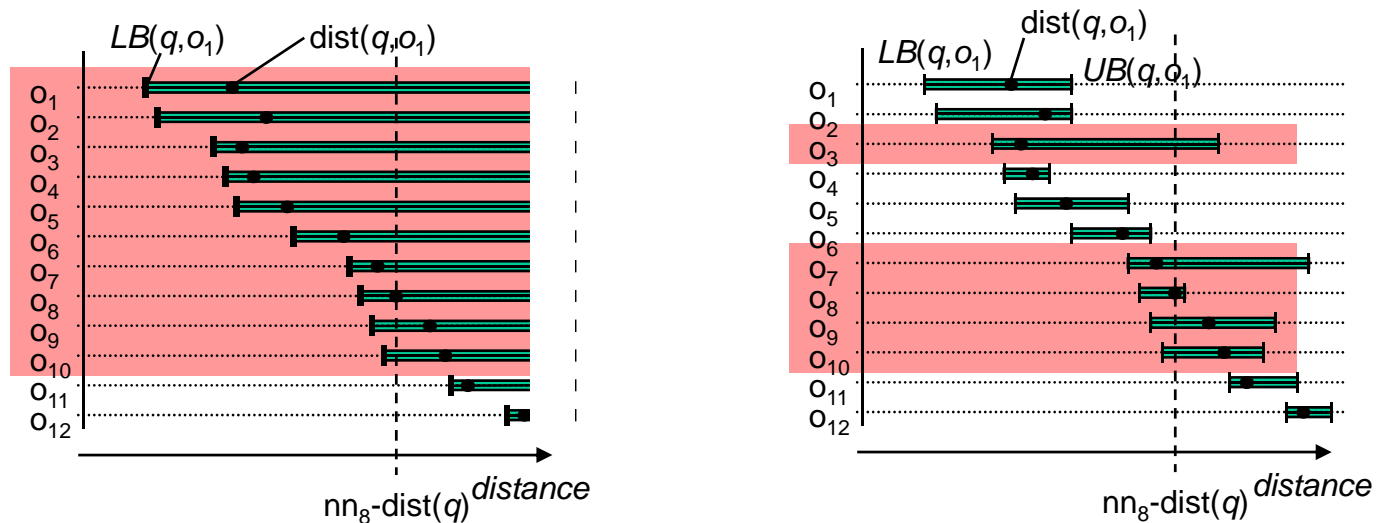 LB(q,o₁)
dist(q,o₁)
o₁
o₂
o₃
o₄
o₅
o₆
o₇
o₈
o₉
o₁₀
o₁₁
o₁₂
distance
nn₈-dist(q)
dist(q,o₁)
LB(q,o₁)
UB(q,o₁)
o₁
o₂
o₃
o₄
o₅
o₆
o₇
o₈
o₉
o₁₀
o₁₁
o₁₂
distance
nn₈-dist(q)